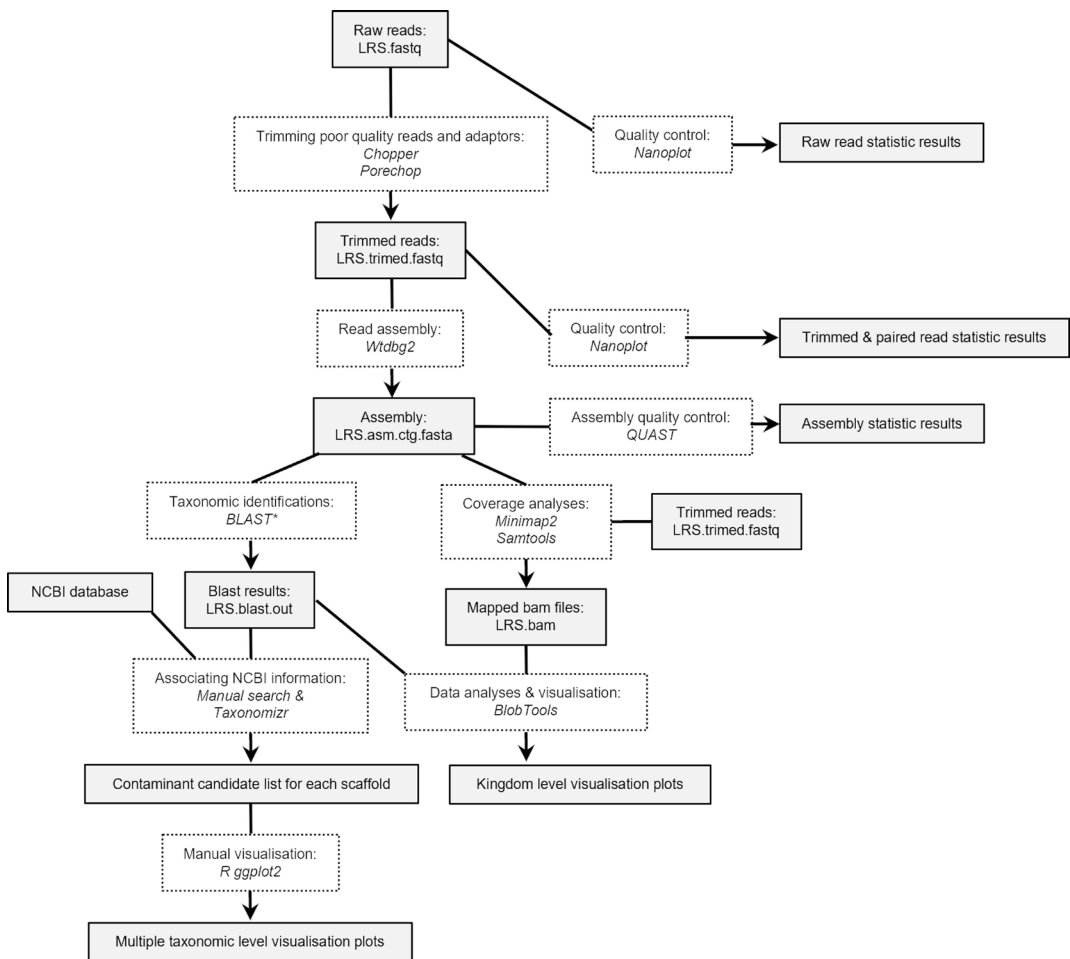 Raw reads:
LRS.fastq
Trimming poor quality reads and adaptors:
Chopper
Porechop
Quality control:
Nanoplot
Raw read statistic results
Trimmed reads:
LRS.trimed.fastq
Read assembly:
Wtdbg2
Quality control:
Nanoplot
Trimmed & paired read statistic results
Assembly:
LRS.asm.ctg.fasta
Assembly quality control:
QUAST
Assembly statistic results
Taxonomic identifications:
BLAST*
Coverage analyses:
Minimap2
Samtools
Trimmed reads:
LRS.trimed.fastq
NCBI database
Blast results:
LRS.blast.out
Mapped bam files:
LRS.bam
Associating NCBI information:
Manual search &
Taxonomizr
Data analyses & visualisation:
BlobTools
Contaminant candidate list for each scaffold
Kingdom level visualisation plots
Manual visualisation:
R ggplot2
Multiple taxonomic level visualisation plots